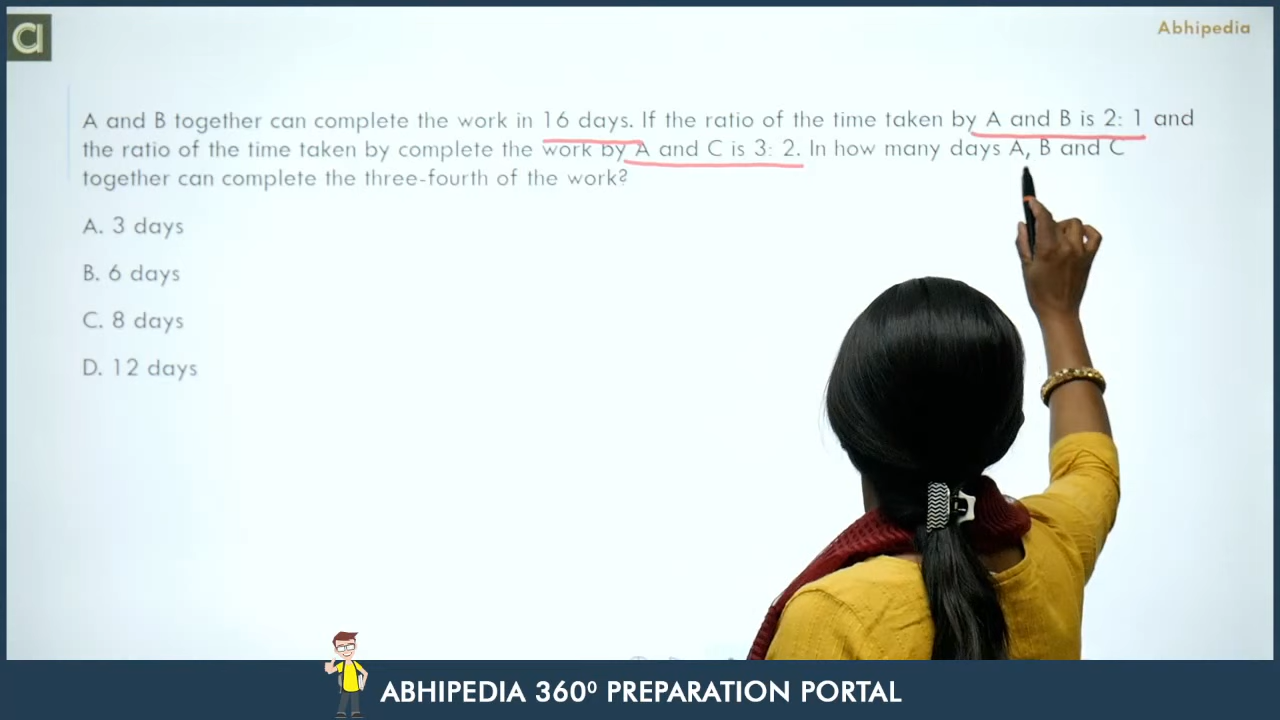 Abhipedia
A and B together can complete the work in 16 days. If the ratio of the time taken by A and B is 2: 1 and
the ratio of the time taken by complete the work by A and C is 3: 2. In how many days A, B and C
together can complete the three-fourth of the work?
A. 3 days
B. 6 days
C. 8 days
D. 12 days
ABHIPEDIA 360⁰ PREPARATION PORTAL